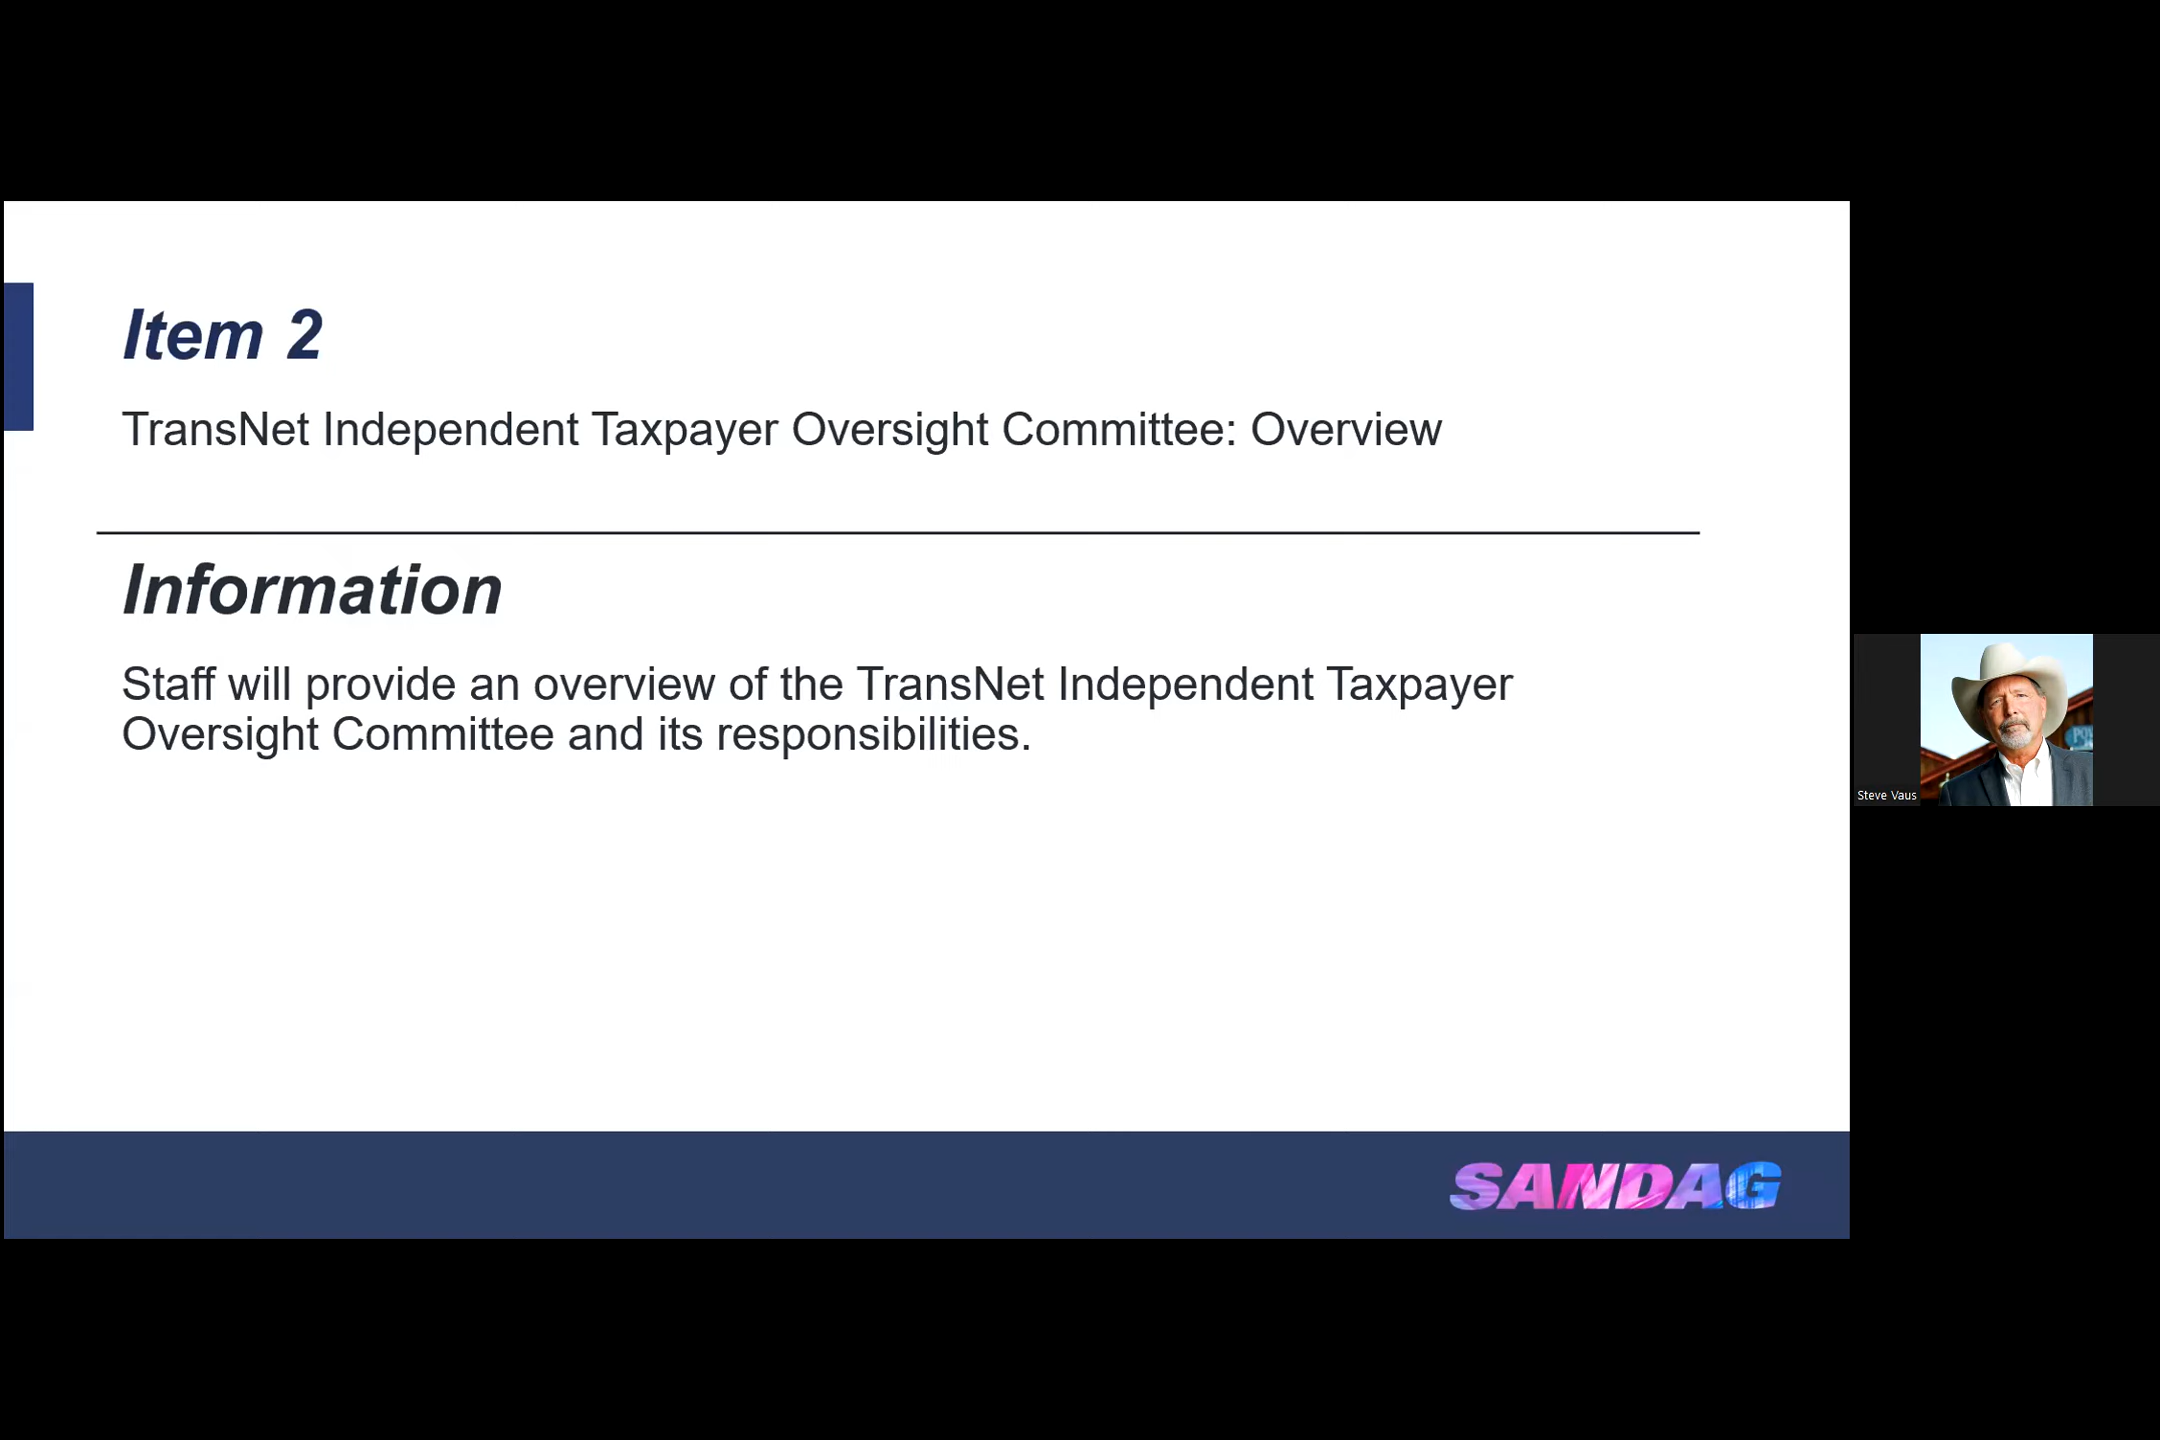 Item 2
TransNet Independent Taxpayer Oversight Committee: Overview
Information
Staff will provide an overview of the TransNet Independent Taxpayer
Oversight Committee and its responsibilities.
Steve Vaus
SANDAG